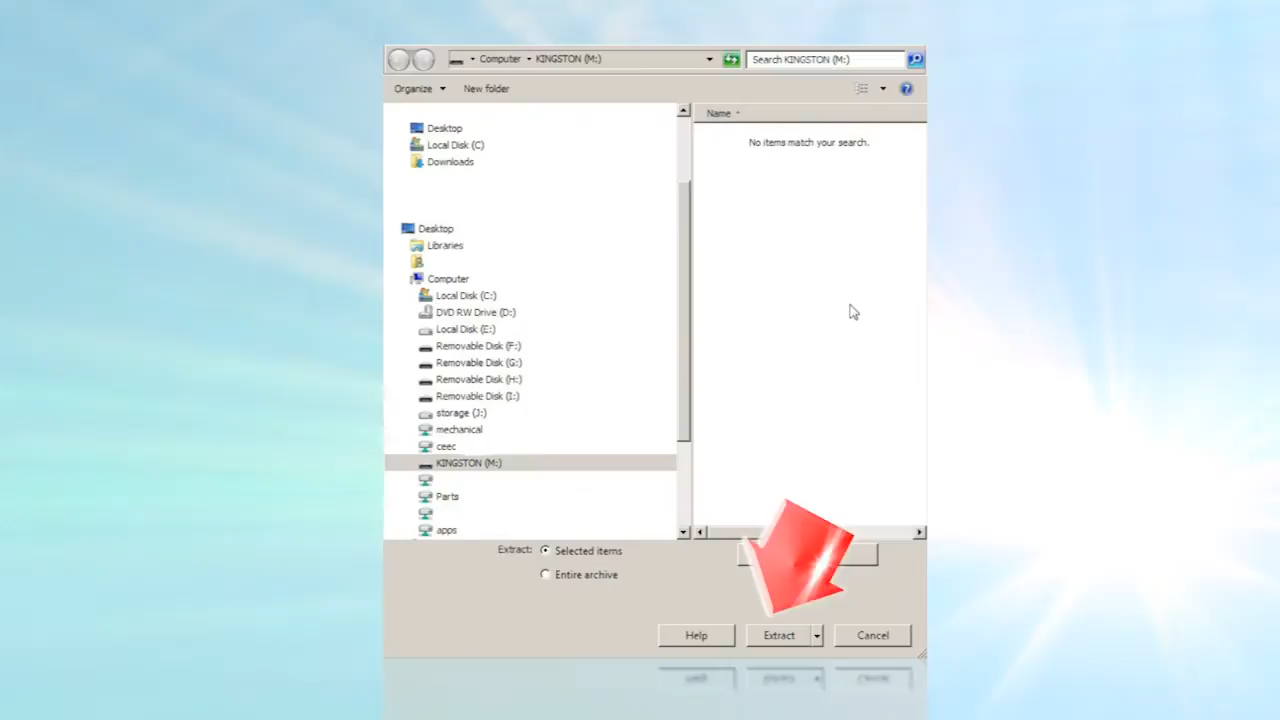 Computer KINGSTON (M:)
Search KINGSTON (M:)
Organize
New folder
Name
No items match your search.
Desktop
Local Disk (C)
Downloads
Desktop
Libraries
Computer
Local Disk (C:)
DVD RW Drive (D:)
Local Disk (E:)
Removable Disk (F:)
Removable Disk (G:)
Removable Disk (H:)
Removable Disk (I:)
storage (J:)
mechanical
ceec
KINGSTON (M:)
Parts
apps
Extract: Selected items
Entire archive
Help
Extract
Cancel